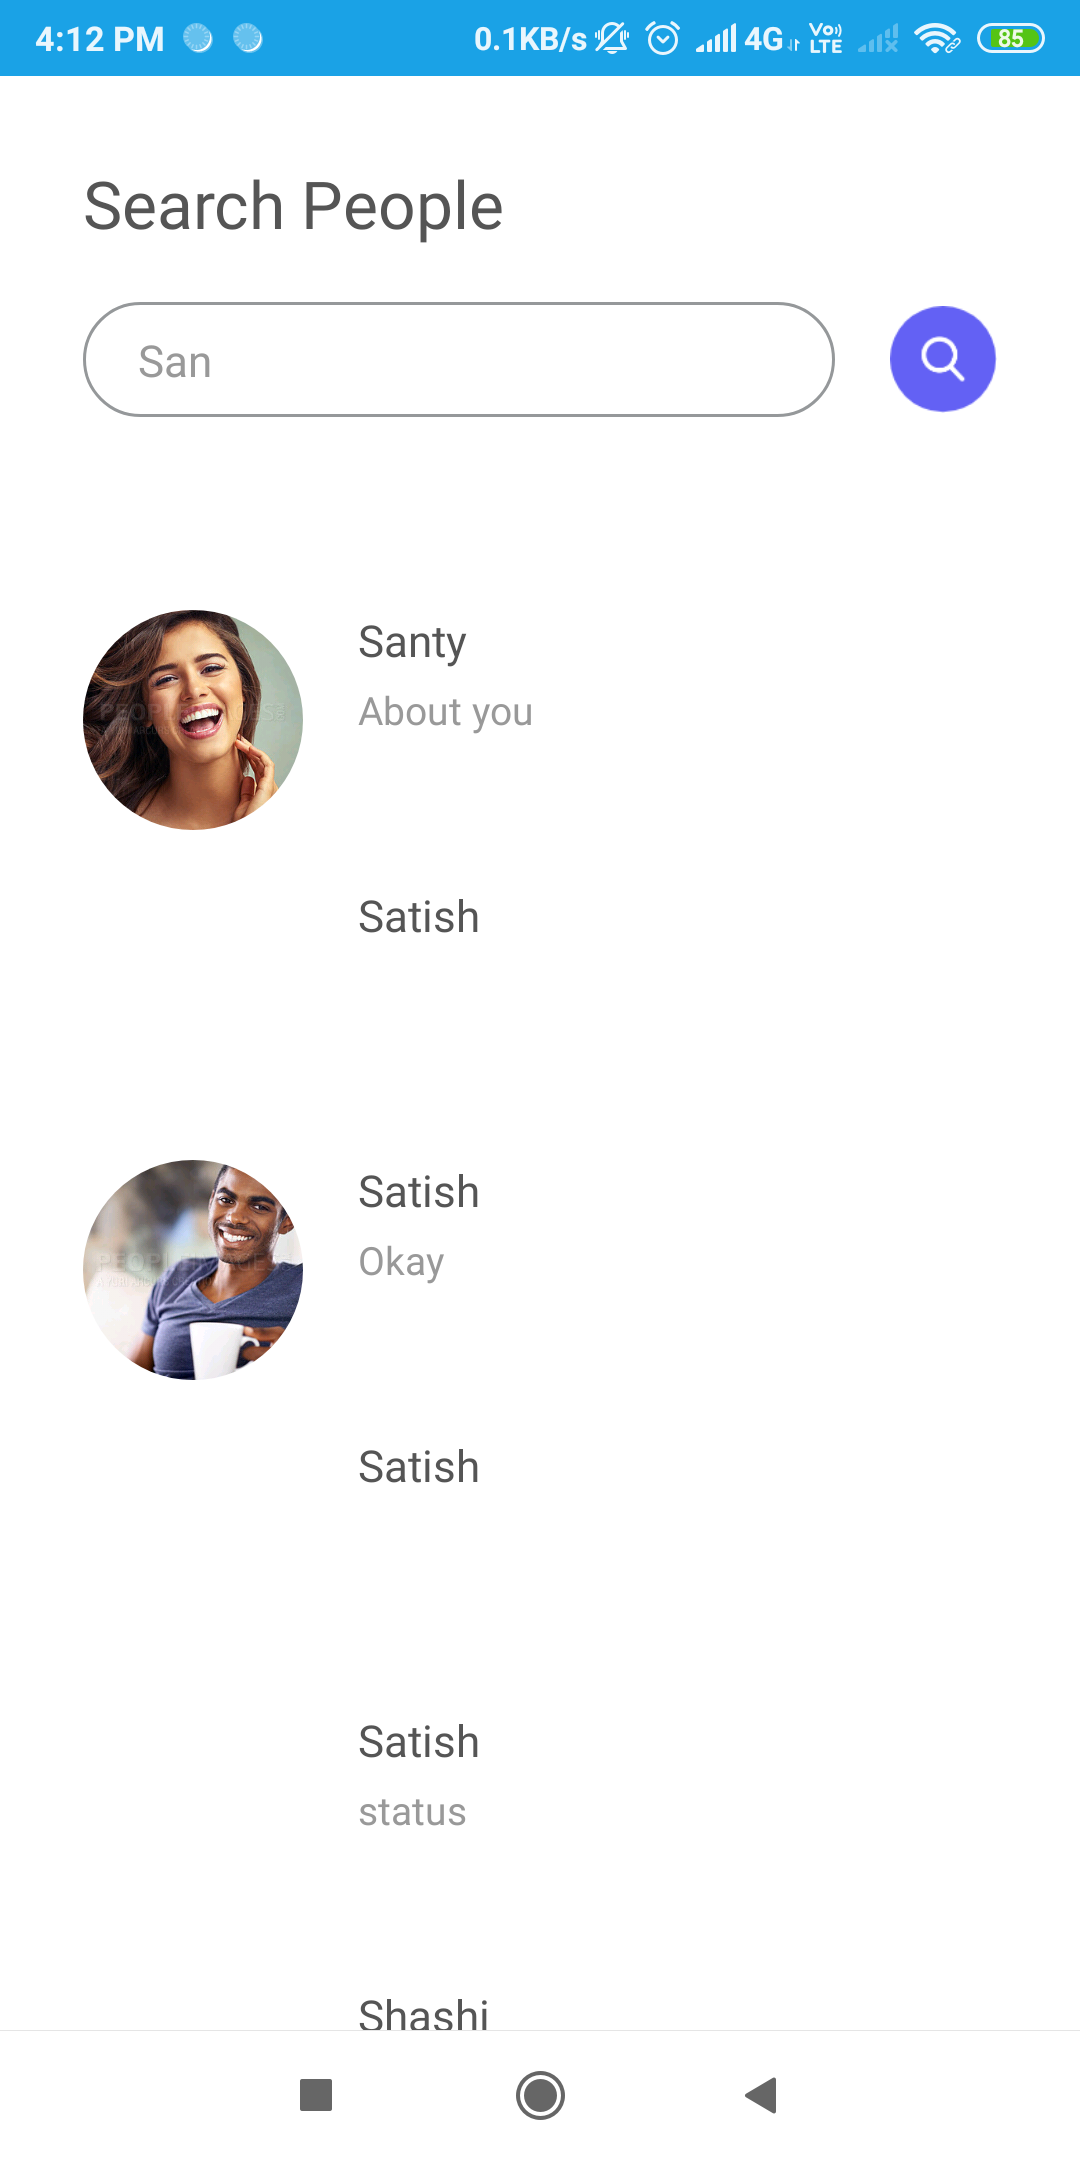 4:12 PM 0.1KB/s 4G Vo)) LTE 85
Search People
San
Santy
About you
Satish
Satish
Okay
Satish
Satish
status
Shashi